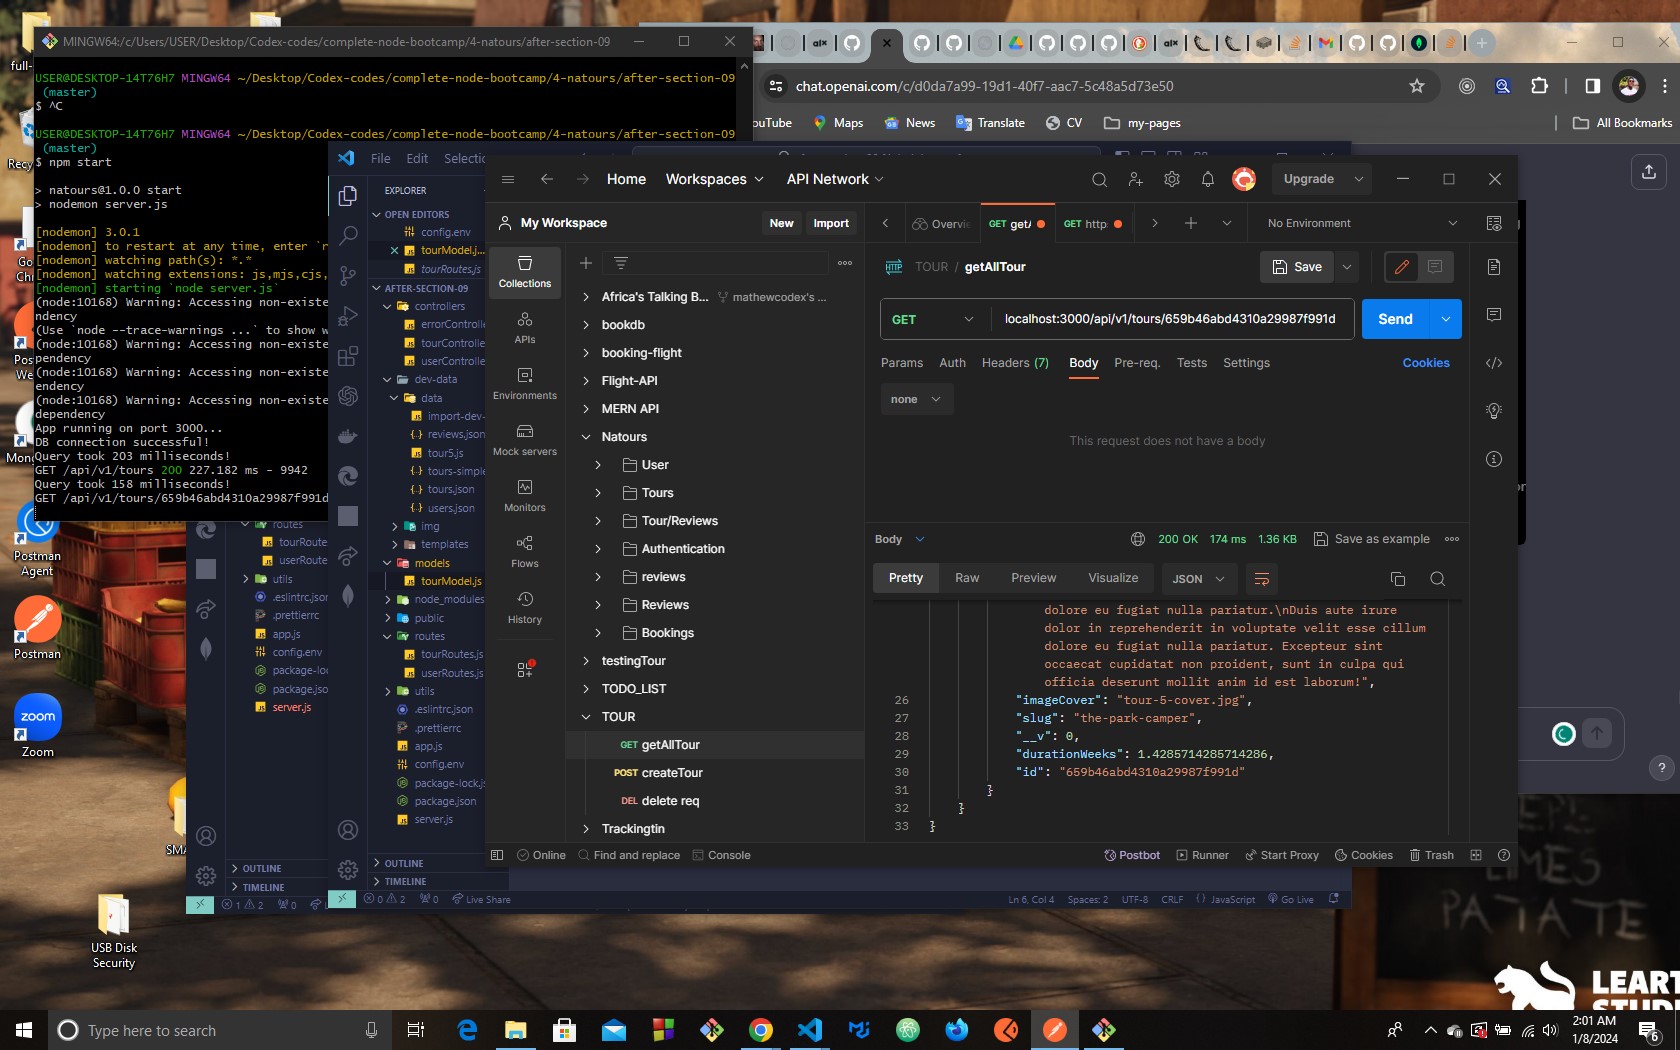 MINGW64:/c/Users/USER/Desktop/Codex-codes/complete-node-bootcamp/4-natours/after-section-09
USER@DESKTOP-14T76H7 MINGW64 ~/Desktop/Codex-codes/complete-node-bootcamp/4-natours/after-section-09
(master)
$ ^C
USER@DESKTOP-14T76H7 MINGW64 ~/Desktop/Codex-codes/complete-node-bootcamp/4-natours/after-section-09
(master)
$ npm start
> natours@1.0.0 start
> nodemon server.js
[nodemon] 3.0.1
[nodemon] to restart at any time, enter `r
[nodemon] watching path(s): *.*
[nodemon] watching extensions: js,mjs,cjs,
[nodemon] starting `node server.js`
(node:10168) Warning: Accessing non-existe
ndency
(Use `node --trace-warnings ...` to show w
(node:10168) Warning: Accessing non-existe
pendency
(node:10168) Warning: Accessing non-existe
endency
(node:10168) Warning: Accessing non-existe
dependency
App running on port 3000...
DB connection successful!
Query took 203 milliseconds!
GET /api/v1/tours 200 227.182 ms - 9942
Query took 158 milliseconds!
GET /api/v1/tours/659b46abd4310a29987f991d
chat.openai.com/c/d0da7a99-19d1-40f7-aac7-5c48a5d73e50
ouTube
Maps
News
Translate
CV
my-pages
All Bookmarks
File Edit Selectio
EXPLORER
OPEN EDITORS
config.env
tourModel.j...
tourRoutes.js
AFTER-SECTION-09
controllers
errorControlle
tourControlle
userControlle
dev-data
data
import-dev-
reviews.json
tour5.js
tours-simple
tours.json
users.json
img
templates
models
tourModel.js
node_modules
public
routes
tourRoutes.js
userRoutes.js
utils
.eslintrc.json
.prettierrc
app.js
config.env
package-lock.j
package.json
server.js
OUTLINE
TIMELINE
0 2 0 Live Share
Ln 6, Col 4 Spaces: 2 UTF-8 CRLF JavaScript Go Live
routes
tourRoute
userRoute
utils
.eslintrc.json
.prettierrc
app.js
config.env
package-loc
package.jso
server.js
OUTLINE
TIMELINE
1 2 0
Home Workspaces API Network
Upgrade
My Workspace
New Import
Overvie
GET getA
GET http
No Environment
Collections
APIs
Environments
Mock servers
Monitors
Flows
History
Africa's Talking B... mathewcodex's ...
bookdb
booking-flight
Flight-API
MERN API
Natours
User
Tours
Tour/Reviews
Authentication
reviews
Reviews
Bookings
testingTour
TODO_LIST
TOUR
GET getAllTour
POST createTour
DEL delete req
Trackingtin
HTTP TOUR / getAllTour
Save
GET localhost:3000/api/v1/tours/659b46abd4310a29987f991d
Send
Params Auth Headers (7) Body Pre-req. Tests Settings
Cookies
none
This request does not have a body
Body 200 OK 174 ms 1.36 KB Save as example
Pretty Raw Preview Visualize JSON
dolore eu fugiat nulla pariatur.\nDuis aute irure
dolor in reprehenderit in voluptate velit esse cillum
dolore eu fugiat nulla pariatur. Excepteur sint
occaecat cupidatat non proident, sunt in culpa qui
officia deserunt mollit anim id est laborum!",
26 "imageCover": "tour-5-cover.jpg",
27 "slug": "the-park-camper",
28 "__v": 0,
29 "durationWeeks": 1.4285714285714286,
30 "id": "659b46abd4310a29987f991d"
31 }
32 }
33 }
Online Find and replace Console
Postbot Runner Start Proxy Cookies Trash
full-
Recy
Go
Chr
Pos
We
Mong
Postman
Agent
Postman
zoom
Zoom
SMA
USB Disk
Security
PATATE
LEART
STUD
Type here to search
2:01 AM
1/8/2024
6